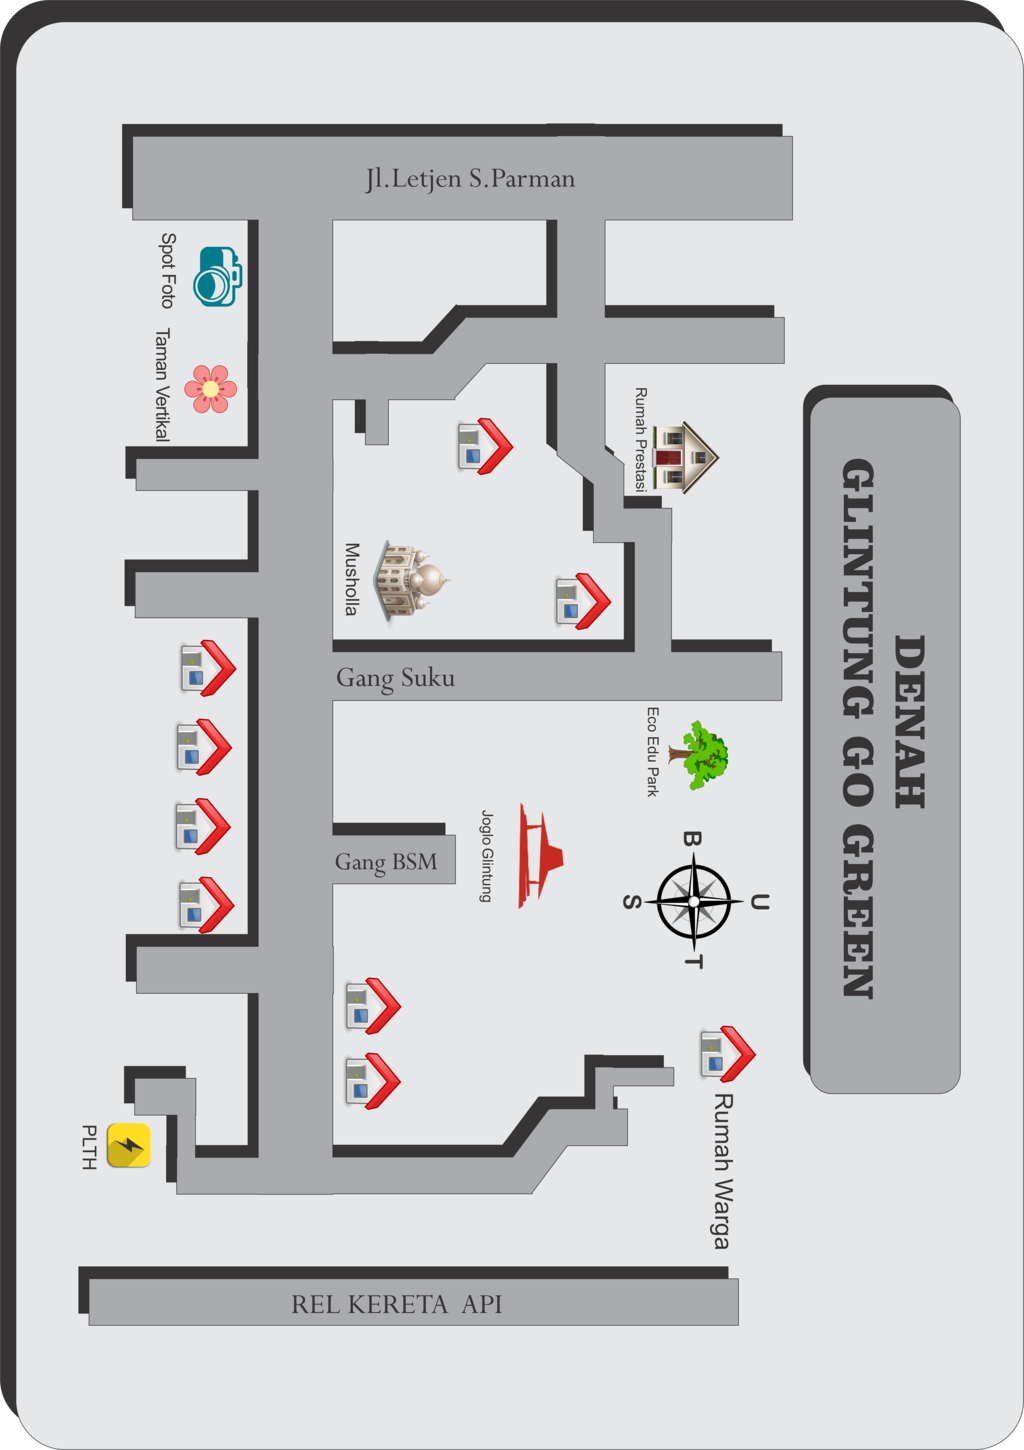 DENAH
GLINTUNG GO GREEN
Jl.Letjen S.Parman
Spot Foto
Taman Vertikal
Rumah Prestasi
Musholla
Gang Suku
Eco Edu Park
Joglo Glintung
Gang BSM
U
B
T
S
Rumah Warga
PLTH
REL KERETA API